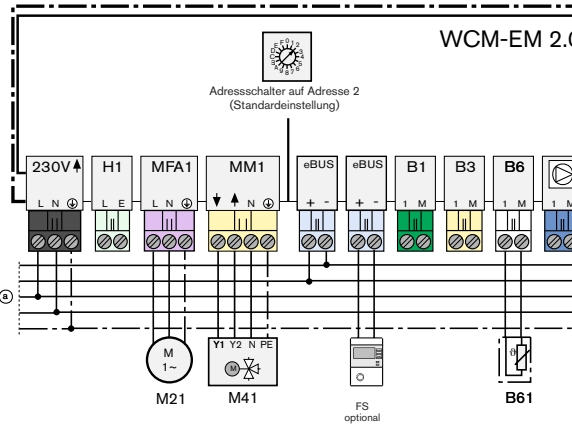 WCM-EM 2.0
Adressschalter auf Adresse 2
(Standardeinstellung)
230V H1 MFA1 MM1 eBUS eBUS B1 B3 B6
L N L E L N N + - + - 1 M 1 M 1 M 1 M
a
M
1~
Y1 Y2 N PE
M
ϑ
M21 M41 B61
FS
optional